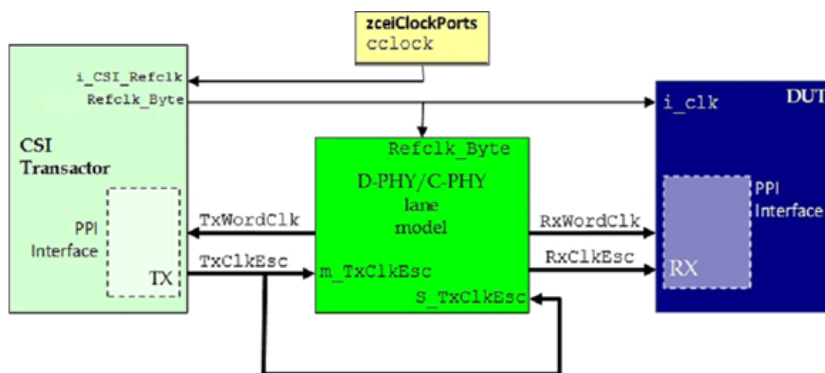 zceiClockPorts
cclock
i_CSI_Refclk
Refclk_Byte
i_clk
DUT
CSI
Transactor
Refclk_Byte
D-PHY/C-PHY
lane
model
PPI
Interface
TX
TxWordClk
TxClkEsc
m_TxClkEsc
S_TxClkEsc
RxWordClk
RxClkEsc
PPI
Interface
RX